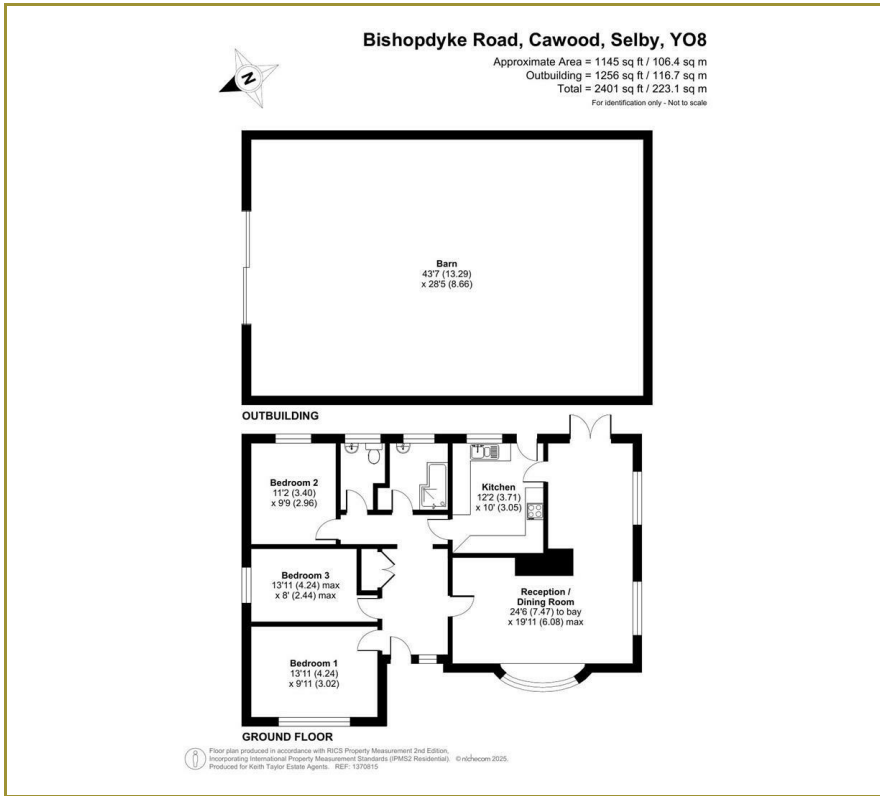 Bishopdyke Road, Cawood, Selby, YO8
Approximate Area = 1145 sq ft / 106.4 sq m
Outbuilding = 1256 sq ft / 116.7 sq m
Total = 2401 sq ft / 223.1 sq m
For identification only - Not to scale
N
Barn
43'7 (13.29)
x 28'5 (8.66)
OUTBUILDING
Bedroom 2
11'2 (3.40)
x 9'9 (2.96)
Kitchen
12'2 (3.71)
x 10' (3.05)
Bedroom 3
13'11 (4.24) max
x 8' (2.44) max
Reception /
Dining Room
24'6 (7.47) to bay
x 19'11 (6.08) max
Bedroom 1
13'11 (4.24)
x 9'11 (3.02)
GROUND FLOOR
Floor plan produced in accordance with RICS Property Measurement 2nd Edition,
Incorporating International Property Measurement Standards (IPMS2 Residential). © nichecom 2025.
Produced for Keith Taylor Estate Agents. REF: 1370815